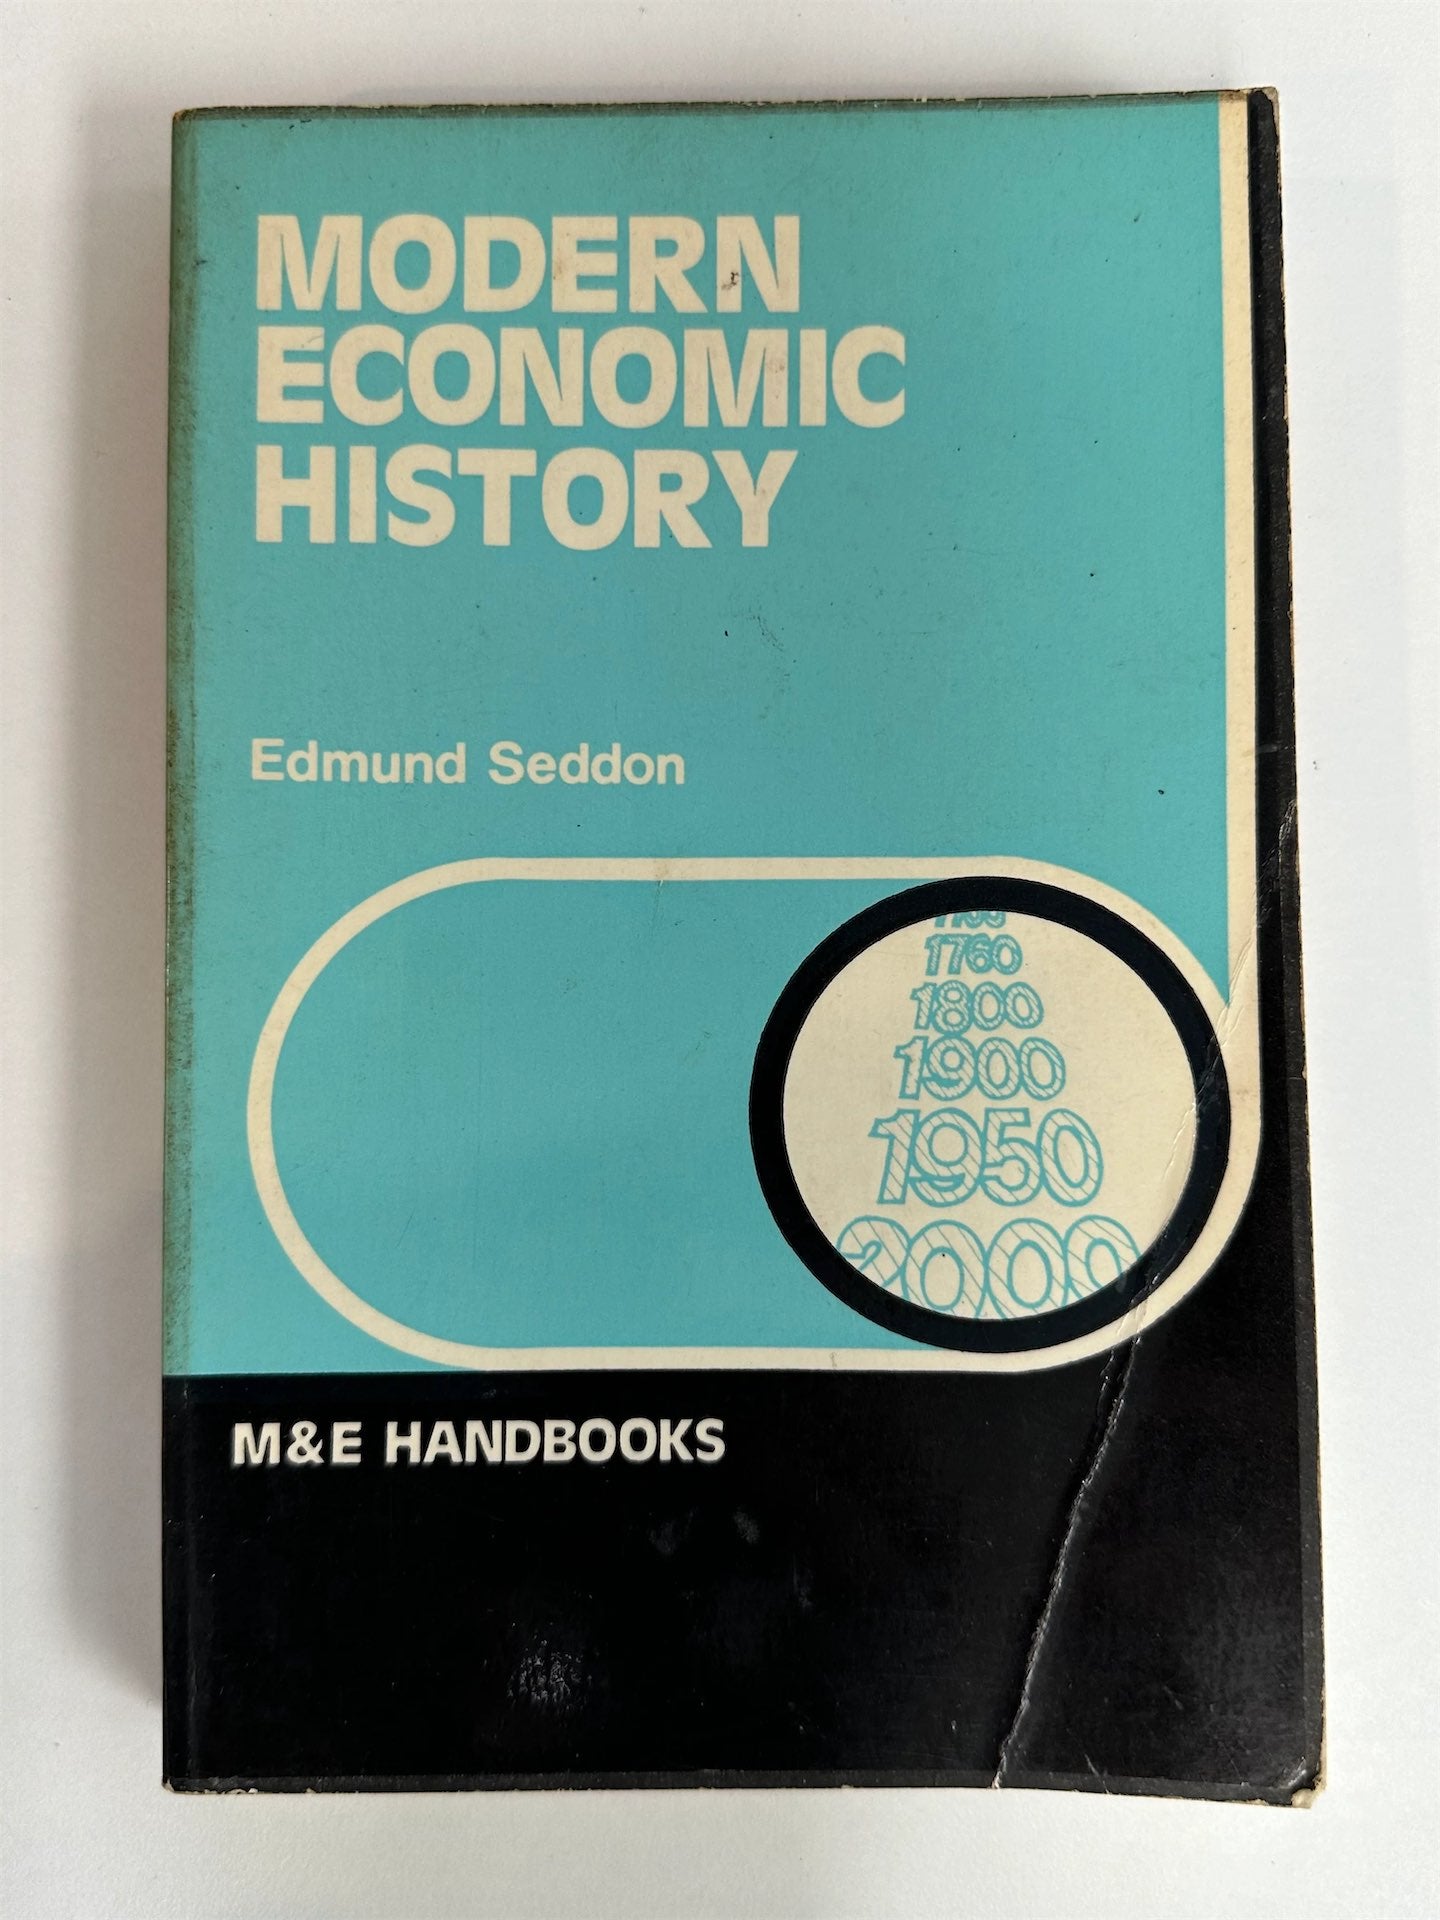 MODERN
ECONOMIC
HISTORY
Edmund Seddon
1760
1800
1900
1950
2000
M&E HANDBOOKS